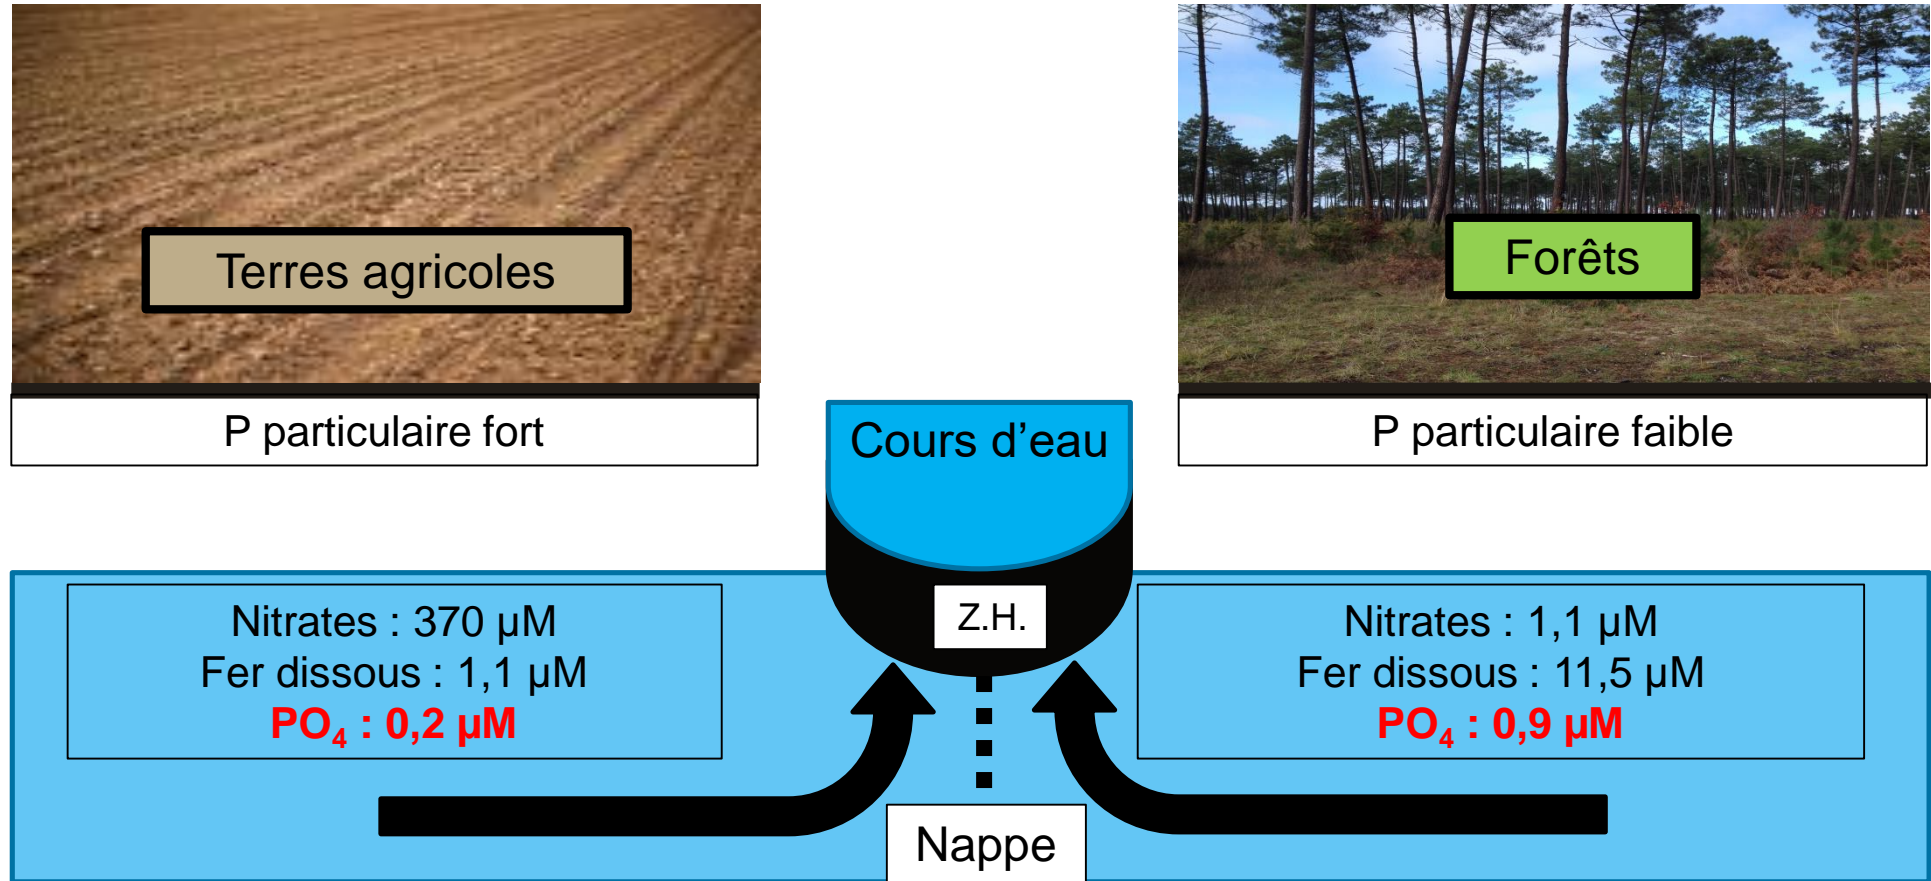 Terres agricoles
Forêts
P particulaire fort
P particulaire faible
Cours d’eau
Z.H.
Nitrates : 370 µM
Fer dissous : 1,1 µM
PO₄ : 0,2 µM
Nitrates : 1,1 µM
Fer dissous : 11,5 µM
PO₄ : 0,9 µM
Nappe